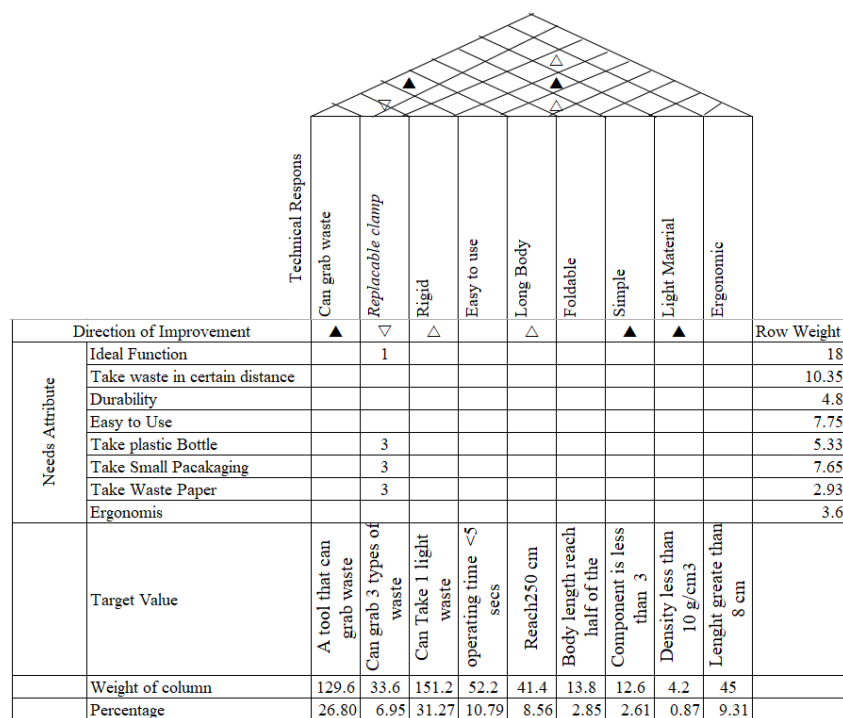 Technical Respons
Can grab waste
Replacable clamp
Rigid
Easy to use
Long Body
Foldable
Simple
Light Material
Ergonomic
Direction of Improvement ▲ ▽ △ △ ▲ ▲ Row Weight
Needs Attribute
Ideal Function 1 18
Take waste in certain distance 10.35
Durability 4.8
Easy to Use 7.75
Take plastic Bottle 3 5.33
Take Small Pacakaging 3 7.65
Take Waste Paper 3 2.93
Ergonomis 3.6
Target Value
A tool that can
grab waste
Can grab 3 types of
waste
Can Take 1 light
waste
operating time <5
secs
Reach250 cm
Body length reach
half of the
Component is less
than 3
Density less than
10 g/cm3
Lenght greate than
8 cm
Weight of column 129.6 33.6 151.2 52.2 41.4 13.8 12.6 4.2 45
Percentage 26.80 6.95 31.27 10.79 8.56 2.85 2.61 0.87 9.31